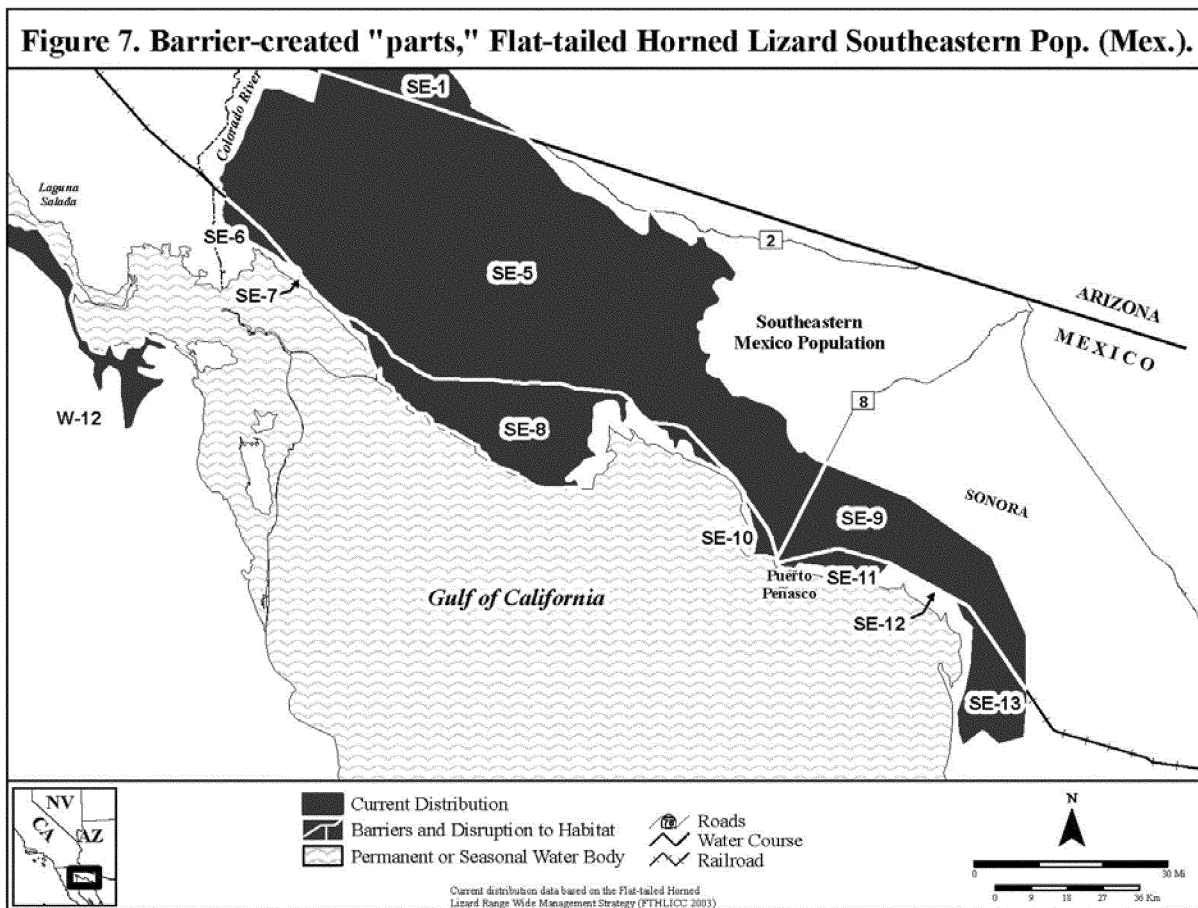 Figure 7. Barrier-created "parts," Flat-tailed Horned Lizard Southeastern Pop. (Mex.).
SE-1
Colorado River
Laguna
Salada
SE-6
2
SE-5
SE-7
ARIZONA
MEXICO
Southeastern
Mexico Population
8
W-12
SE-8
SONORA
SE-9
SE-10
SE-11
Puerto
Peñasco
Gulf of California
SE-12
SE-13
NV
CA
AZ
Current Distribution
Barriers and Disruption to Habitat
Permanent or Seasonal Water Body
Roads
Water Course
Railroad
N
0 30 Mi
0 9 18 27 36 Km
Current distribution data based on the Flat-tailed Horned
Lizard Range Wide Management Strategy (FTHLICC 2003)